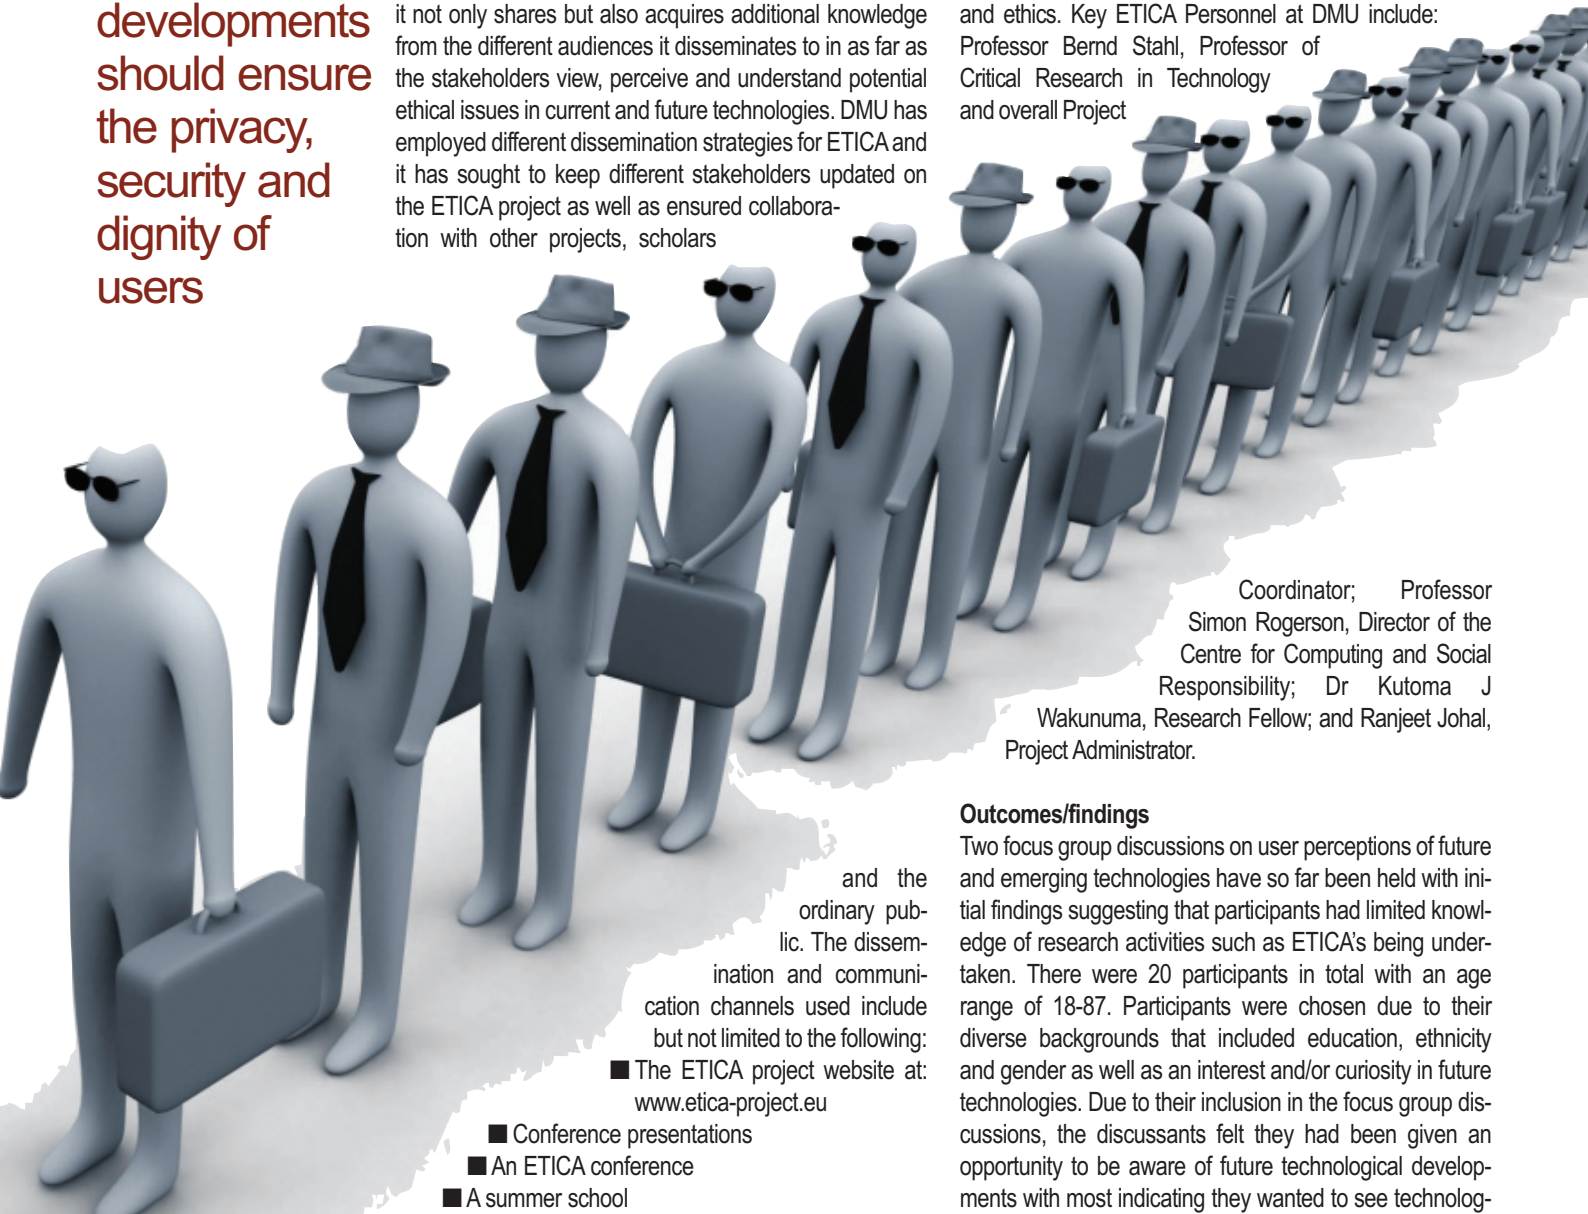 developments
should ensure
the privacy,
security and
dignity of
users
it not only shares but also acquires additional knowledge
from the different audiences it disseminates to in as far as
the stakeholders view, perceive and understand potential
ethical issues in current and future technologies. DMU has
employed different dissemination strategies for ETICA and
it has sought to keep different stakeholders updated on
the ETICA project as well as ensured collabora-
tion with other projects, scholars
and the
ordinary pub-
lic. The dissem-
ination and communi-
cation channels used include
but not limited to the following:
■ The ETICA project website at:
www.etica-project.eu
■ Conference presentations
■ An ETICA conference
■ A summer school
and ethics. Key ETICA Personnel at DMU include:
Professor Bernd Stahl, Professor of
Critical Research in Technology
and overall Project
Coordinator; Professor
Simon Rogerson, Director of the
Centre for Computing and Social
Responsibility; Dr Kutoma J
Wakunuma, Research Fellow; and Ranjeet Johal,
Project Administrator.
Outcomes/findings
Two focus group discussions on user perceptions of future
and emerging technologies have so far been held with ini-
tial findings suggesting that participants had limited knowl-
edge of research activities such as ETICA's being under-
taken. There were 20 participants in total with an age
range of 18-87. Participants were chosen due to their
diverse backgrounds that included education, ethnicity
and gender as well as an interest and/or curiosity in future
technologies. Due to their inclusion in the focus group dis-
cussions, the discussants felt they had been given an
opportunity to be aware of future technological develop-
ments with most indicating they wanted to see technolog-